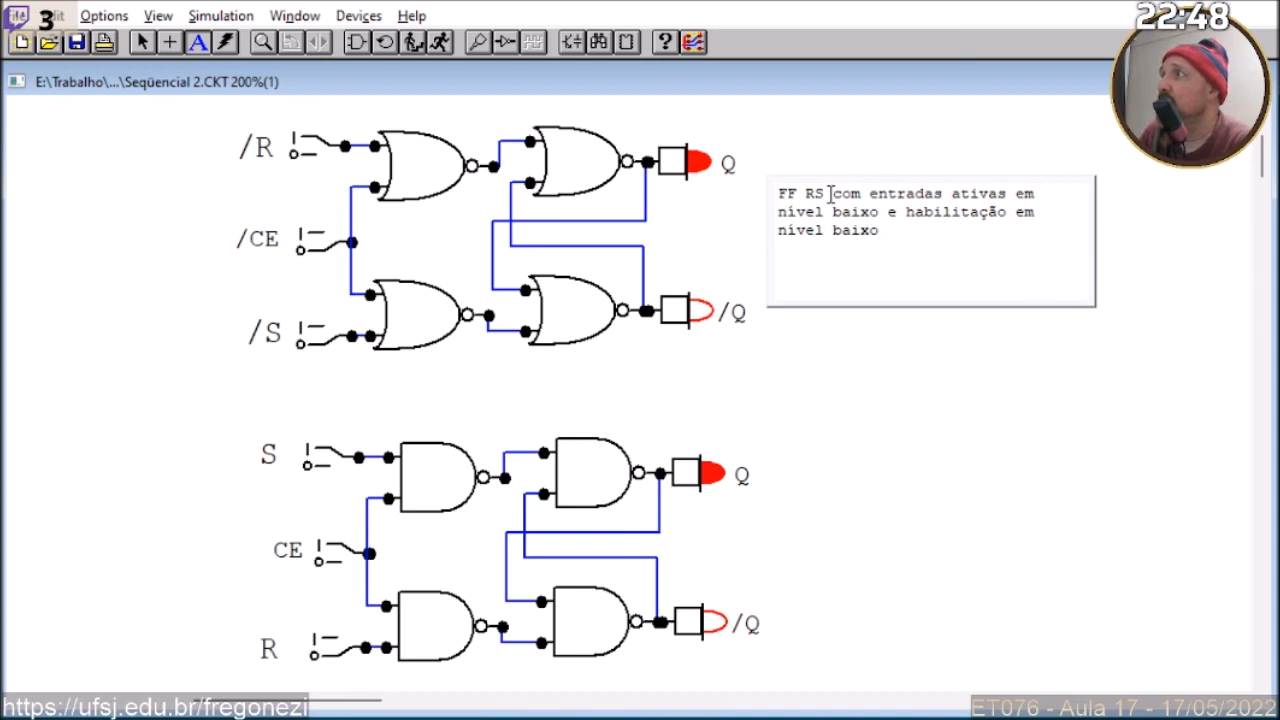 3
Options View Simulation Window Devices Help
22:48
E:\Trabalho\...\Seqüencial 2.CKT 200%(1)
/R
Q
FF RS com entradas ativas em
nível baixo e habilitação em
nível baixo
/CE
/S
/Q
S
Q
CE
R
/Q
https://ufsj.edu.br/fregonezi
ET076 - Aula 17 - 17/05/2022